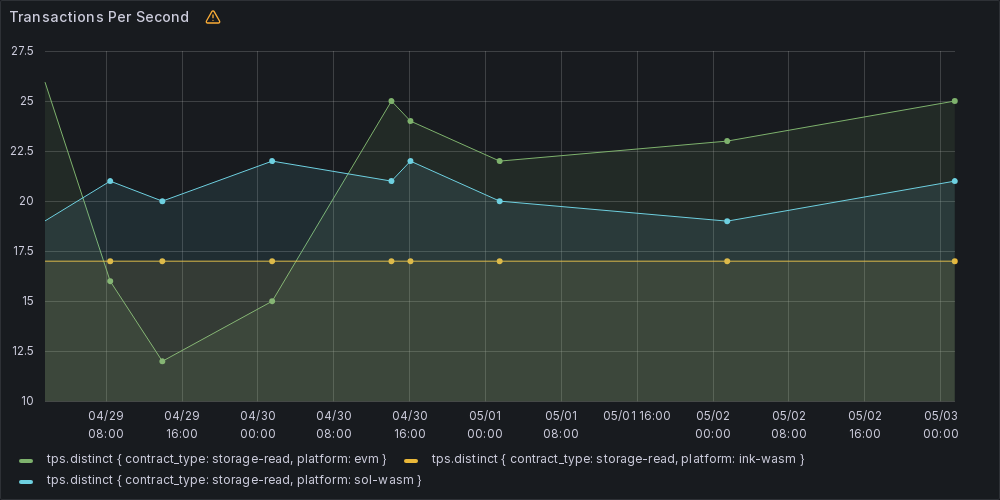 Transactions Per Second
27.5
25
22.5
20
17.5
15
12.5
10
04/29 04/29 04/30 04/30 04/30 05/01 05/01 05/01 16:00 05/02 05/02 05/02 05/03
08:00 16:00 00:00 08:00 16:00 00:00 08:00 00:00 08:00 16:00 00:00
tps.distinct { contract_type: storage-read, platform: evm } tps.distinct { contract_type: storage-read, platform: ink-wasm }
tps.distinct { contract_type: storage-read, platform: sol-wasm }